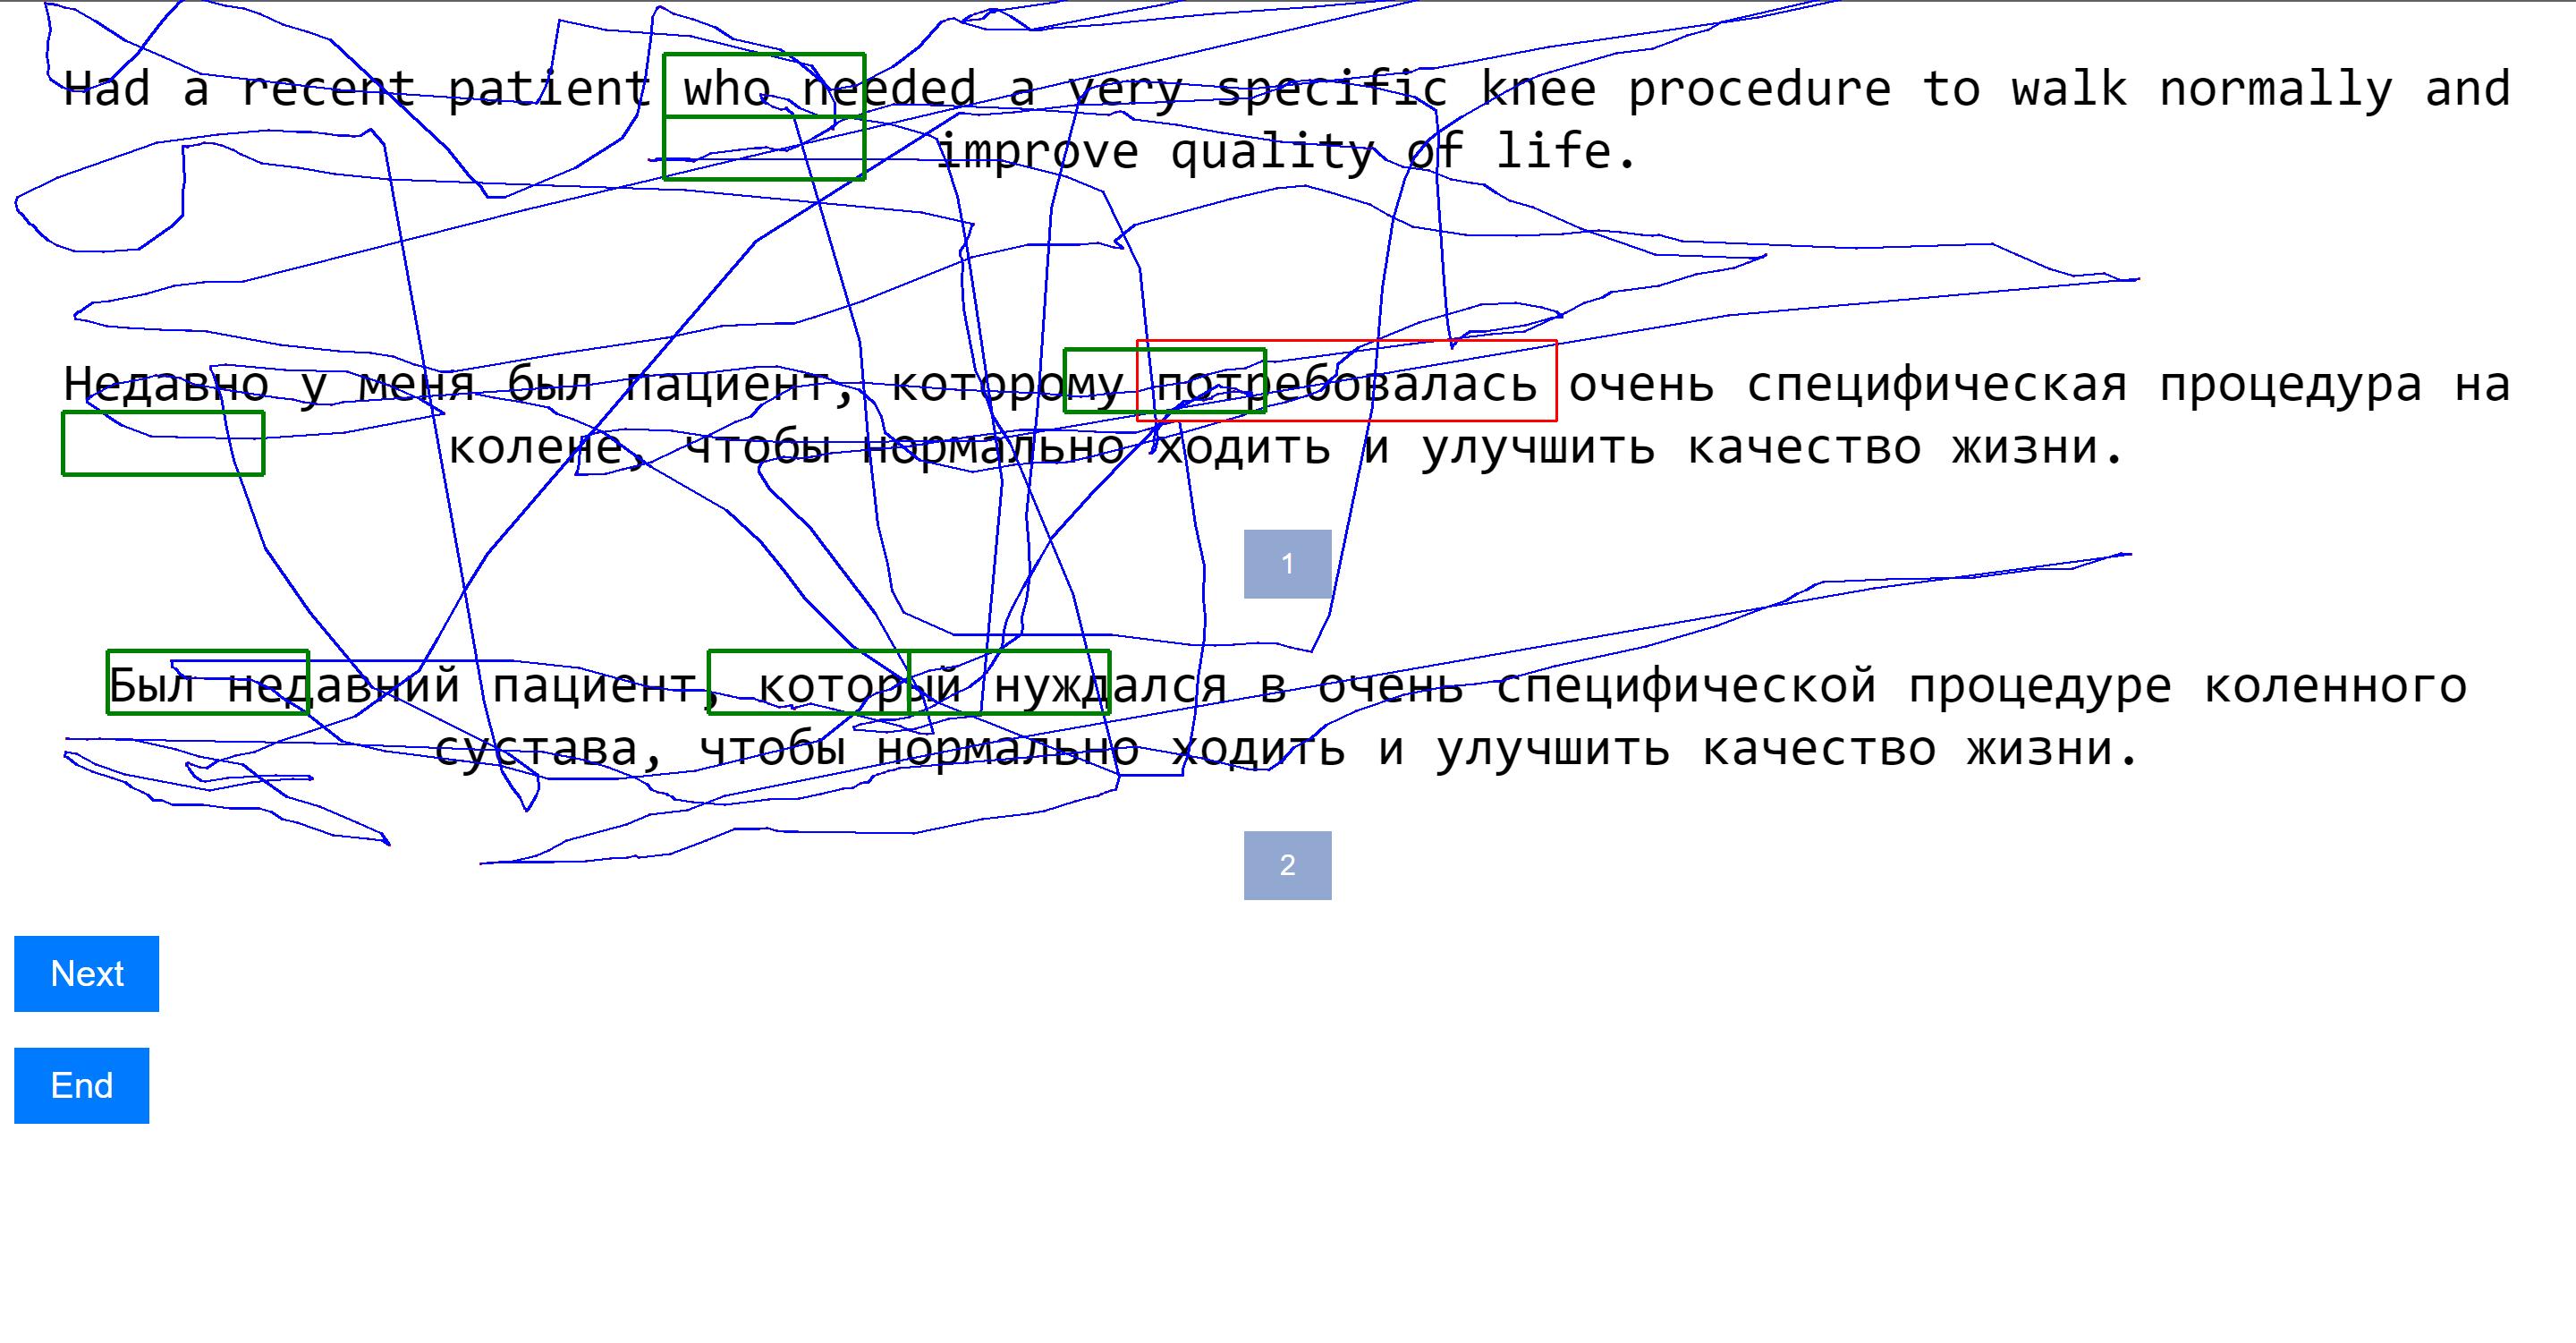 Had a recent patient who needed a very specific knee procedure to walk normally and
improve quality of life.
Недавно у меня был пациент, которому потребовалась очень специфическая процедура на
колене, чтобы нормально ходить и улучшить качество жизни.
1
Был недавний пациент, который нуждался в очень специфической процедуре коленного
сустава, чтобы нормально ходить и улучшить качество жизни.
2
Next
End